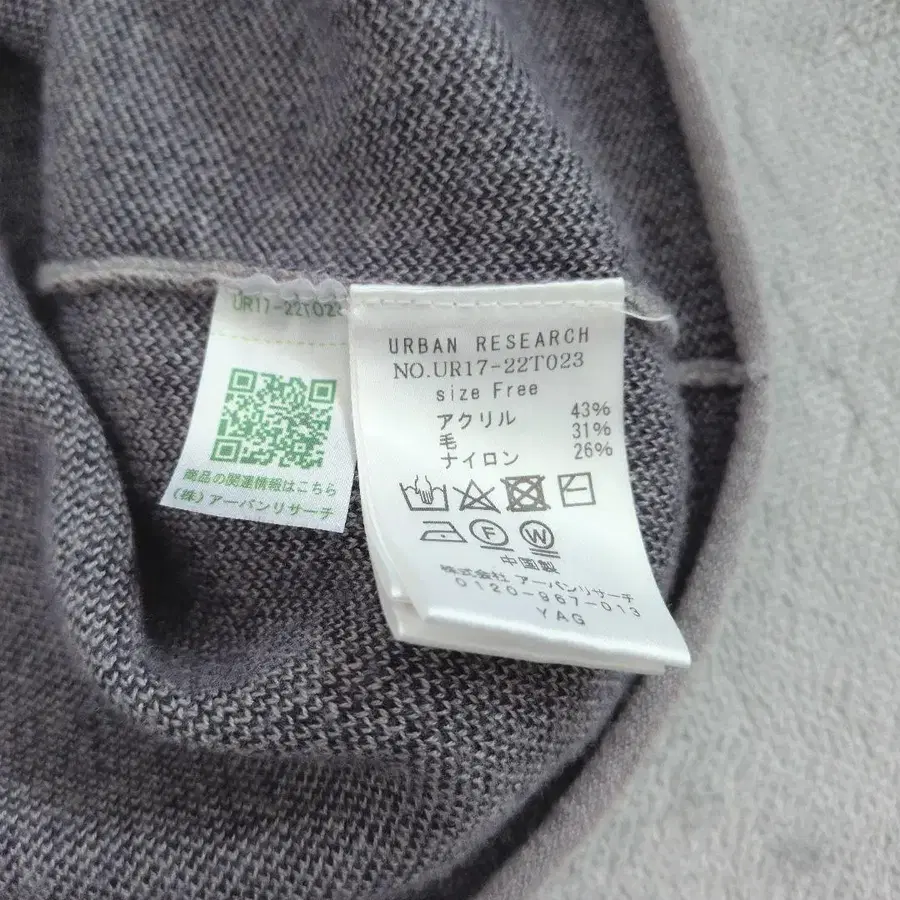 UR17-22T023
商品の関連情報はこちら
(株)アーバンリサーチ
URBAN RESEARCH
NO.UR17-22T023
size Free
アクリル 43%
毛 31%
ナイロン 26%
F W
中国製
株式会社 アーバンリサーチ
0120-967-013
YAG